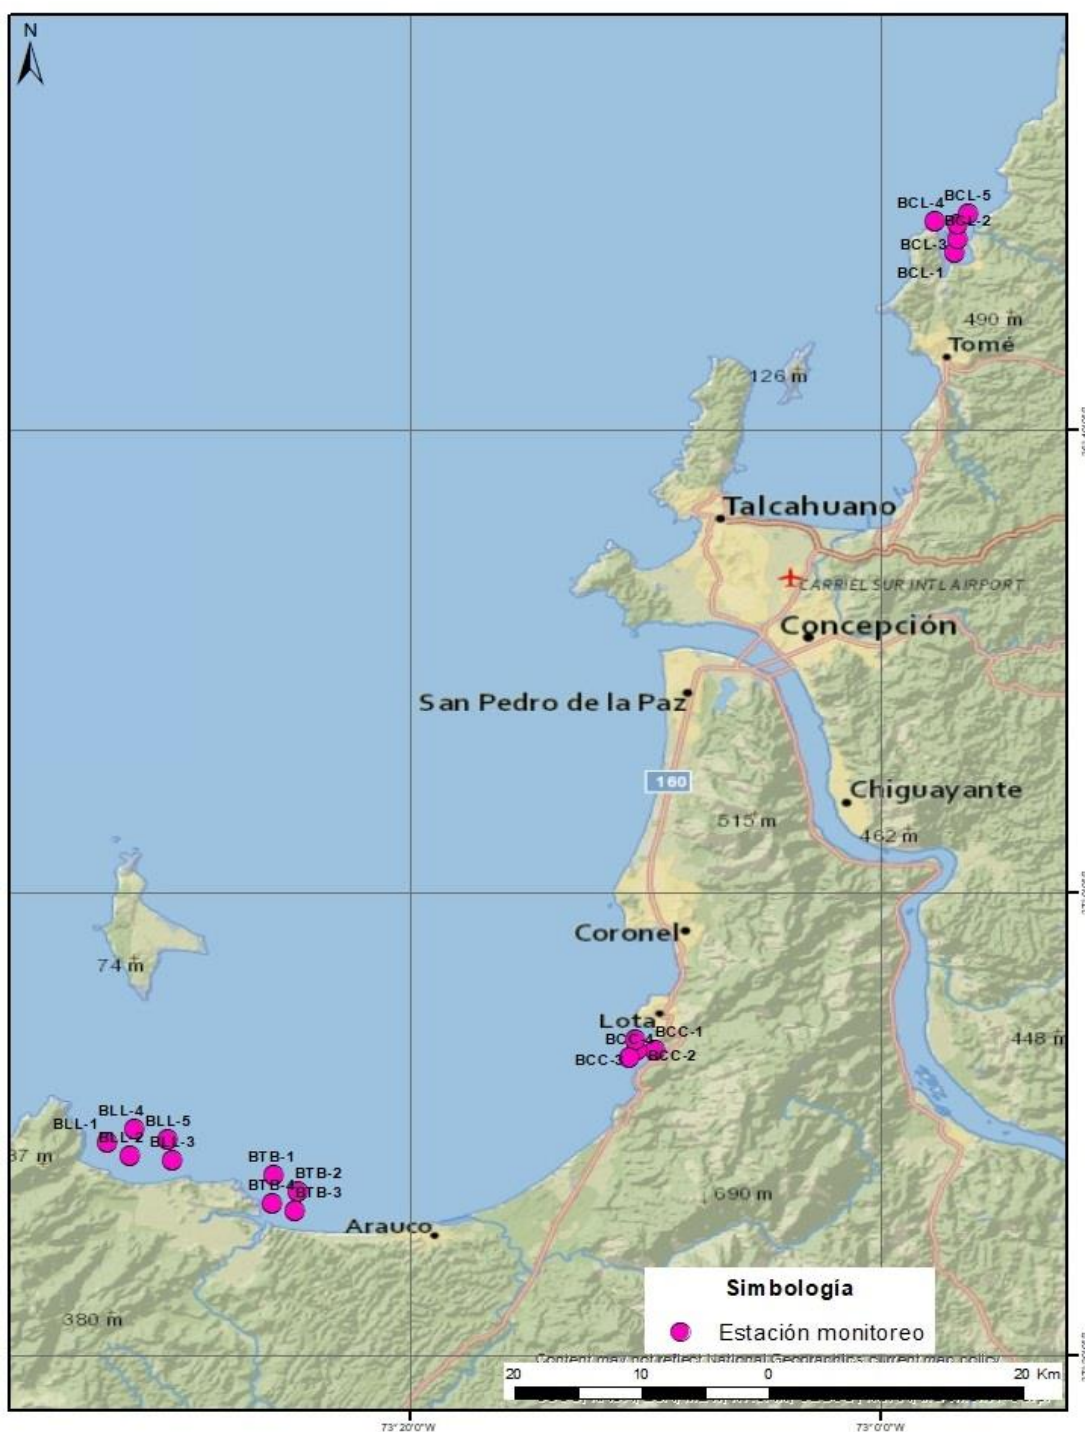 N
BCL-5
BCL-4
BCL-2
BCL-3
BCL-1
490 m
Tomé
126 m
Talcahuano
CARRIEL SUR INTL AIRPORT
Concepción
San Pedro de la Paz
160
Chiguayante
515 m
462 m
Coronel
74 m
Lota
BCC-1
BCC-4
BCC-2
BCC-3
448 m
BLL-4
BLL-5
BLL-1
BLL-2
BLL-3
37 m
BTB-1
BTB-2
BTB-4
BTB-3
690 m
Arauco
Simbología
380 m
Estación monitoreo
Content may not reflect National Geographic's current map policy
20 10 0 20 Km
73°20'0"W 73°0'0"W